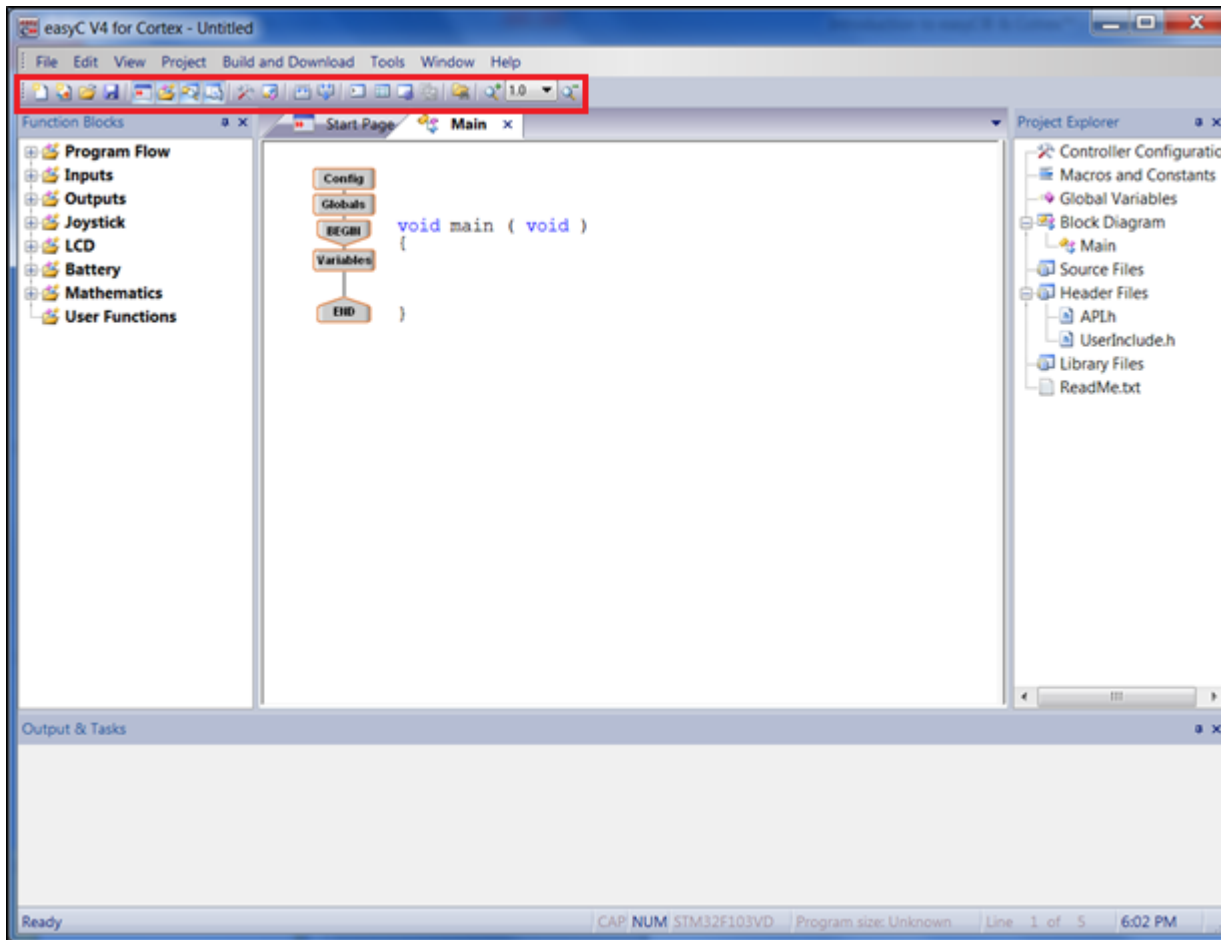 easyC V4 for Cortex - Untitled
File Edit View Project Build and Download Tools Window Help
1.0
Function Blocks
Program Flow
Inputs
Outputs
Joystick
LCD
Battery
Mathematics
User Functions
Start Page Main
Config
Globals
BEGIN
Variables
END
void main ( void )
{
}
Project Explorer
Controller Configuratio
Macros and Constants
Global Variables
Block Diagram
Main
Source Files
Header Files
API.h
UserInclude.h
Library Files
ReadMe.txt
Output & Tasks
Ready
CAP NUM STM32F103VD Program size: Unknown Line 1 of 5 6:02 PM